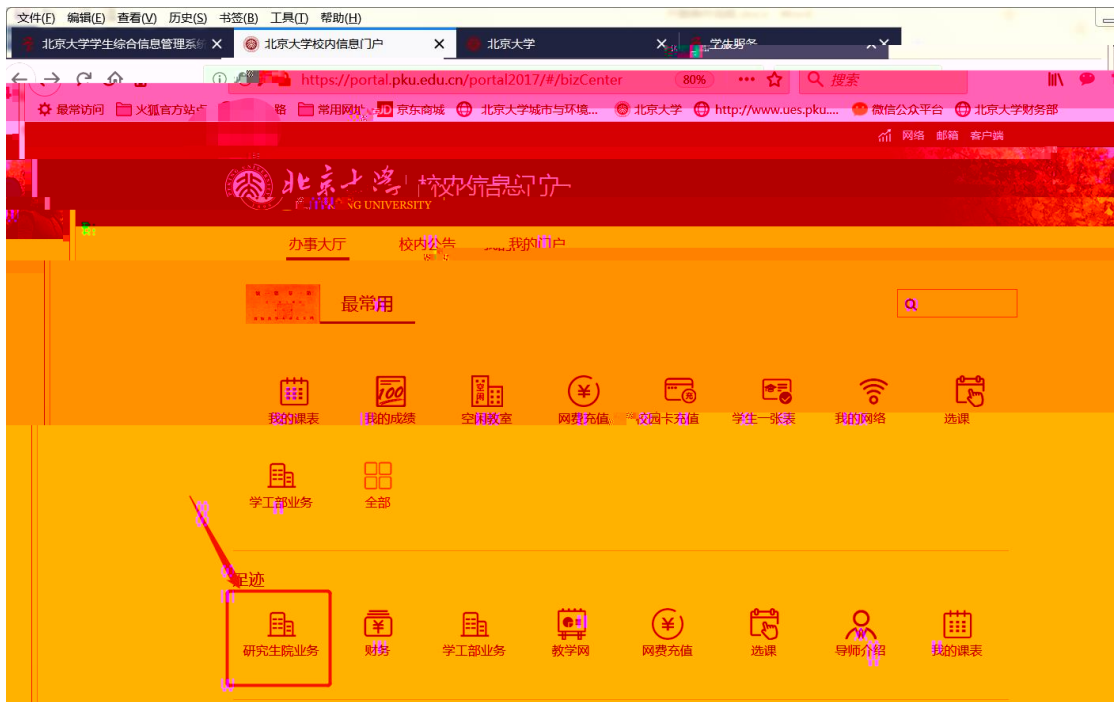 文件(F) 编辑(E) 查看(V) 历史(S) 书签(B) 工具(T) 帮助(H)
北京大学学生综合信息管理系统 × 北京大学校内信息门户 × 北京大学 × 学生服务 ×
https://portal.pku.edu.cn/portal2017/#/bizCenter 80% 搜索
最常访问 火狐官方站点 常用网址 JD 京东商城 北京大学城市与环境... 北京大学 http://www.ues.pku.... 微信公众平台 北京大学财务部
网络 邮箱 客户端
北京大学 校内信息门户
UNIVERSITY
办事大厅 校内公告 我的门户
最常用
我的课表 我的成绩 空闲教室 网费充值 校园卡充值 学生一张表 我的网络 选课
学工部业务 全部
足迹
研究生院业务 财务 学工部业务 教学网 网费充值 选课 导师介绍 我的课表